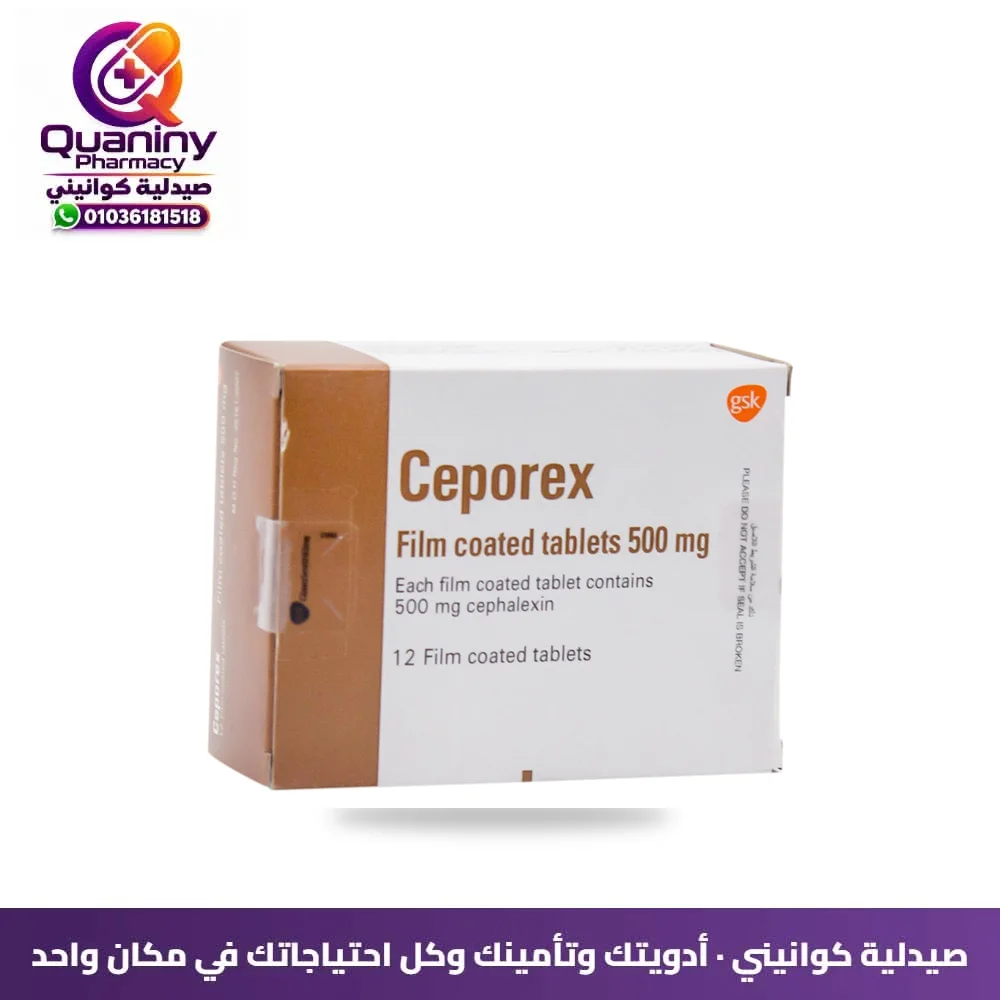 Quaniny
Pharmacy
صيدلية كوانيني
01036181518
gsk
Ceporex
Film coated tablets 500 mg
Each film coated tablet contains
500 mg cephalexin
12 Film coated tablets
PLEASE DO NOT ACCEPT IF SEAL IS BROKEN
Ceporex
صيدلية كوانيني . أدويتك وتأمينك وكل احتياجاتك في مكان واحد